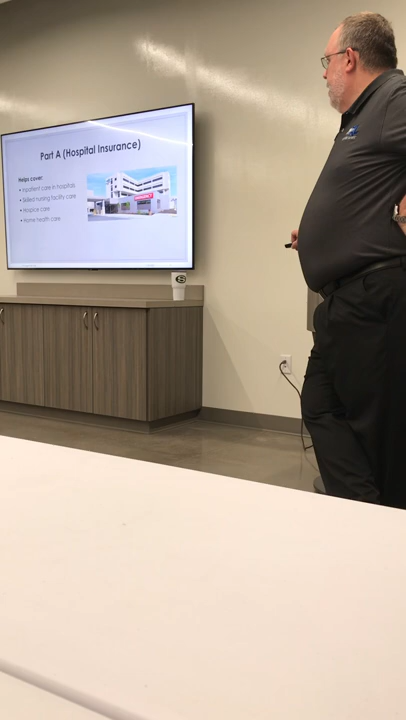 Part A (Hospital Insurance)
Helps cover:
• Inpatient care in hospitals
• Skilled nursing facility care
• Hospice care
• Home health care